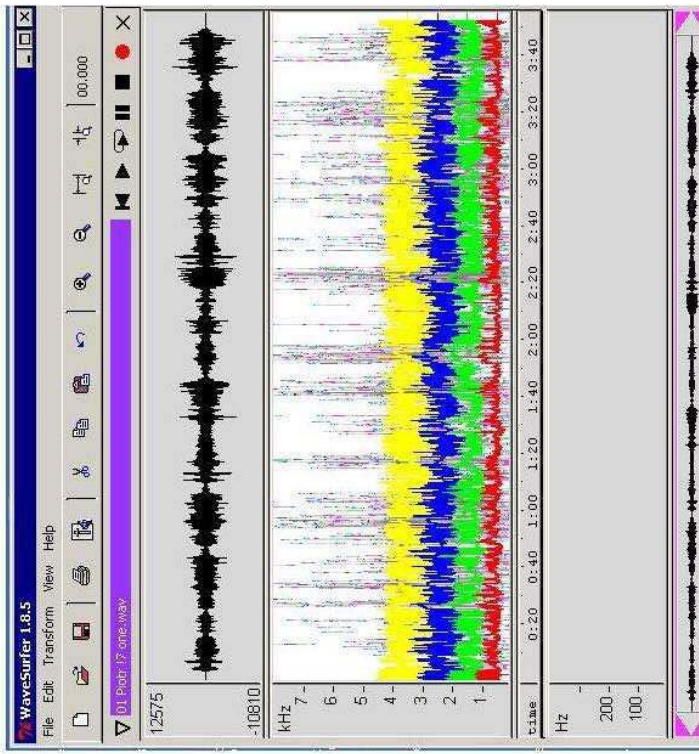 WaveSurfer 1.8.5
File Edit Transform View Help
00.000
01 Piotr !7 one.wav
12575
-10810
kHz
7
6
5
4
3
2
1
time 0:20 0:40 1:00 1:20 1:40 2:00 2:20 2:40 3:00 3:20 3:40
Hz
200
100